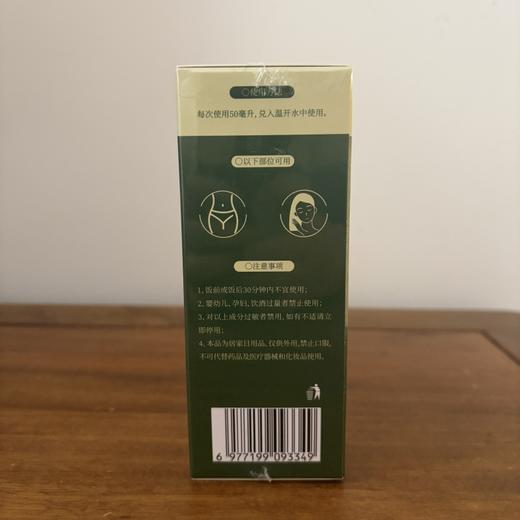 ○使用方法
每次使用50毫升,兑入温开水中使用。
○以下部位可用
○注意事项
1、饭前或饭后30分钟内不宜使用;
2、婴幼儿,孕妇,饮酒过量者禁止使用;
3、对以上成分过敏者禁用,如有不适请立
即停用;
4、本品为居家日用品,仅供外用,禁止口服,
不可代替药品及医疗器械和化妆品使用。
6 977199 093349